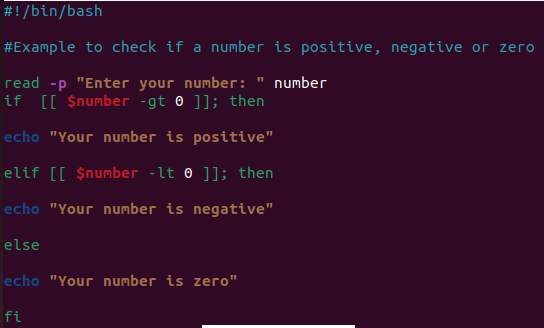 #!/bin/bash
#Example to check if a number is positive, negative or zero
read -p "Enter your number: " number
if  [[ $number -gt 0 ]]; then
echo "Your number is positive"
elif [[ $number -lt 0 ]]; then
echo "Your number is negative"
else
echo "Your number is zero"
fi